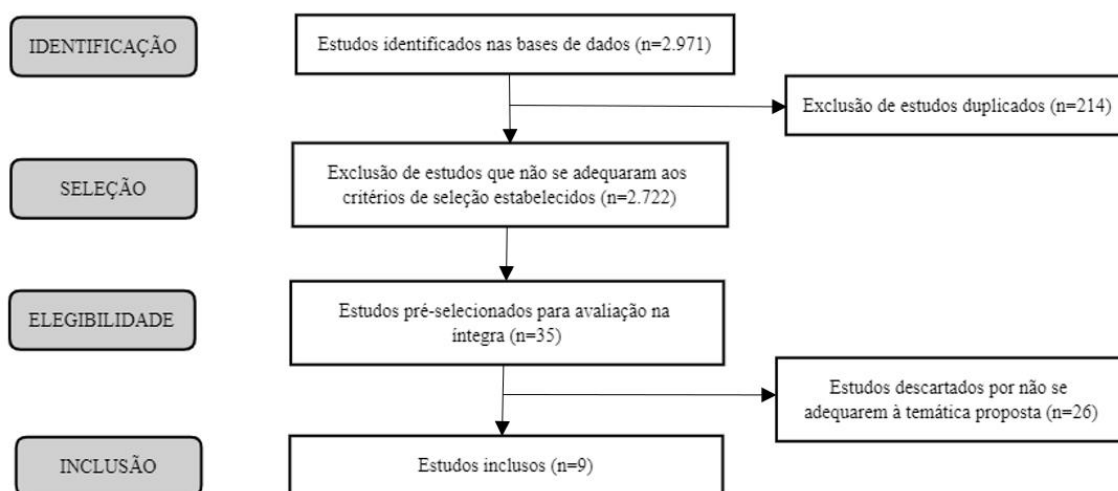 IDENTIFICAÇÃO
Estudos identificados nas bases de dados (n=2.971)
Exclusão de estudos duplicados (n=214)
SELEÇÃO
Exclusão de estudos que não se adequaram aos
critérios de seleção estabelecidos (n=2.722)
ELEGIBILIDADE
Estudos pré-selecionados para avaliação na
íntegra (n=35)
Estudos descartados por não se
adequarem à temática proposta (n=26)
INCLUSÃO
Estudos inclusos (n=9)